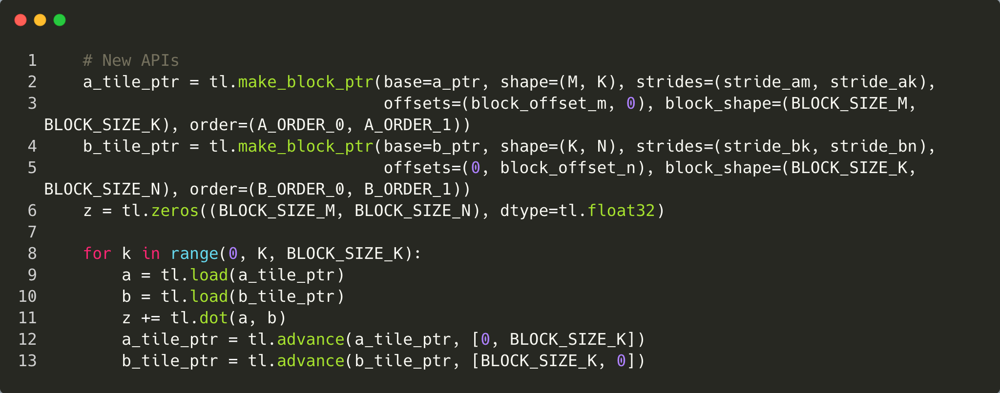 1    # New APIs
2    a_tile_ptr = tl.make_block_ptr(base=a_ptr, shape=(M, K), strides=(stride_am, stride_ak),
3                                   offsets=(block_offset_m, 0), block_shape=(BLOCK_SIZE_M,
BLOCK_SIZE_K), order=(A_ORDER_0, A_ORDER_1))
4    b_tile_ptr = tl.make_block_ptr(base=b_ptr, shape=(K, N), strides=(stride_bk, stride_bn),
5                                   offsets=(0, block_offset_n), block_shape=(BLOCK_SIZE_K,
BLOCK_SIZE_N), order=(B_ORDER_0, B_ORDER_1))
6    z = tl.zeros((BLOCK_SIZE_M, BLOCK_SIZE_N), dtype=tl.float32)
7
8    for k in range(0, K, BLOCK_SIZE_K):
9        a = tl.load(a_tile_ptr)
10        b = tl.load(b_tile_ptr)
11        z += tl.dot(a, b)
12        a_tile_ptr = tl.advance(a_tile_ptr, [0, BLOCK_SIZE_K])
13        b_tile_ptr = tl.advance(b_tile_ptr, [BLOCK_SIZE_K, 0])